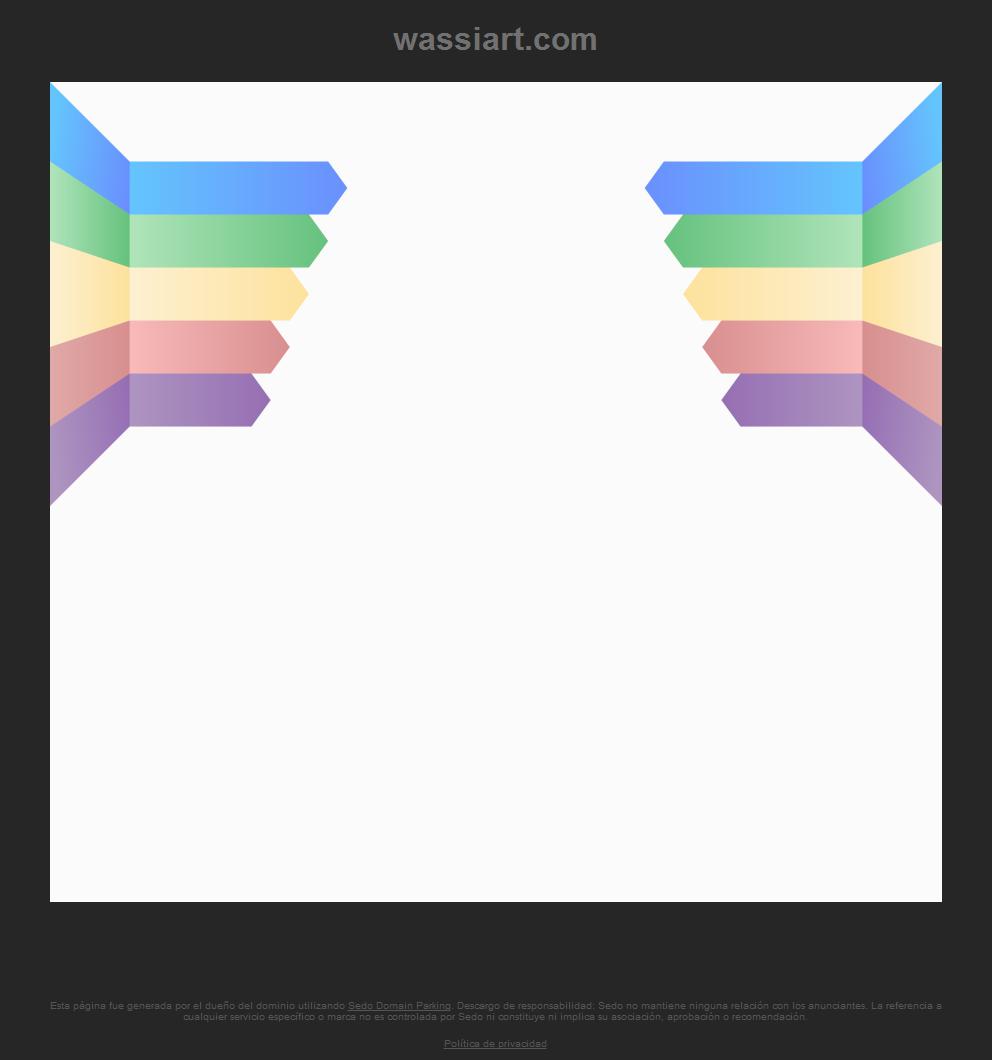 wassiart.com
Esta página fue generada por el dueño del dominio utilizando Sedo Domain Parking. Descargo de responsabilidad: Sedo no mantiene ninguna relación con los anunciantes. La referencia a
cualquier servicio específico o marca no es controlada por Sedo ni constituye ni implica su asociación, aprobación o recomendación.
Política de privacidad